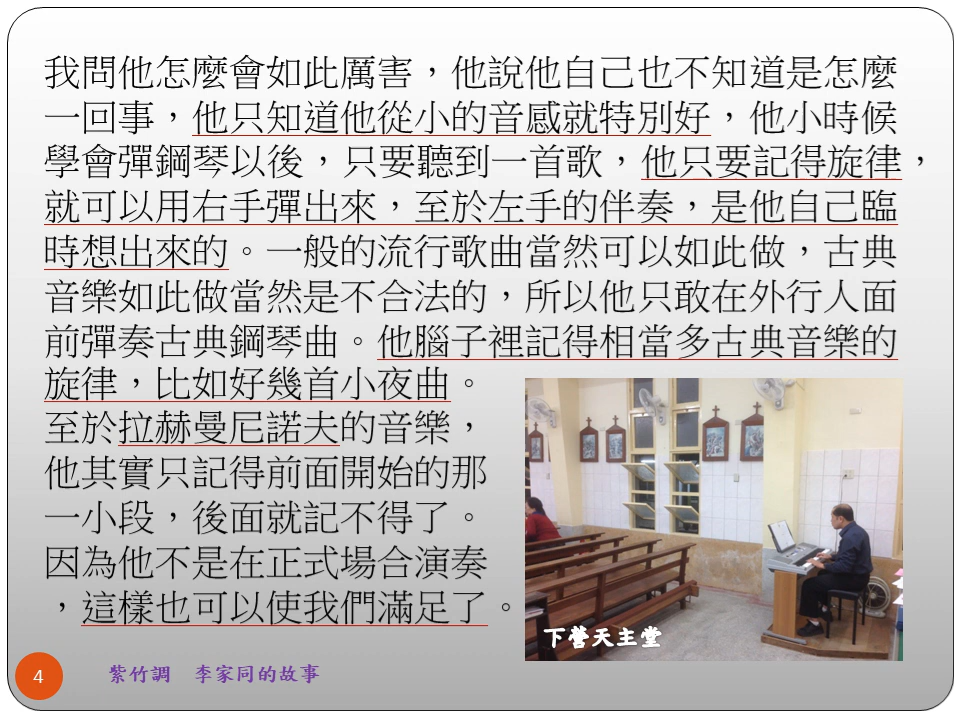 我問他怎麼會如此厲害，他說他自己也不知道是怎麼
一回事，他只知道他從小的音感就特別好，他小時候
學會彈鋼琴以後，只要聽到一首歌，他只要記得旋律，
就可以用右手彈出來，至於左手的伴奏，是他自己臨
時想出來的。一般的流行歌曲當然可以如此做，古典
音樂如此做當然是不合法的，所以他只敢在外行人面
前彈奏古典鋼琴曲。他腦子裡記得相當多古典音樂的
旋律，比如好幾首小夜曲。
至於拉赫曼尼諾夫的音樂，
他其實只記得前面開始的那
一小段，後面就記不得了。
因為他不是在正式場合演奏
，這樣也可以使我們滿足了。
下營天主堂
4
紫竹調　李家同的故事